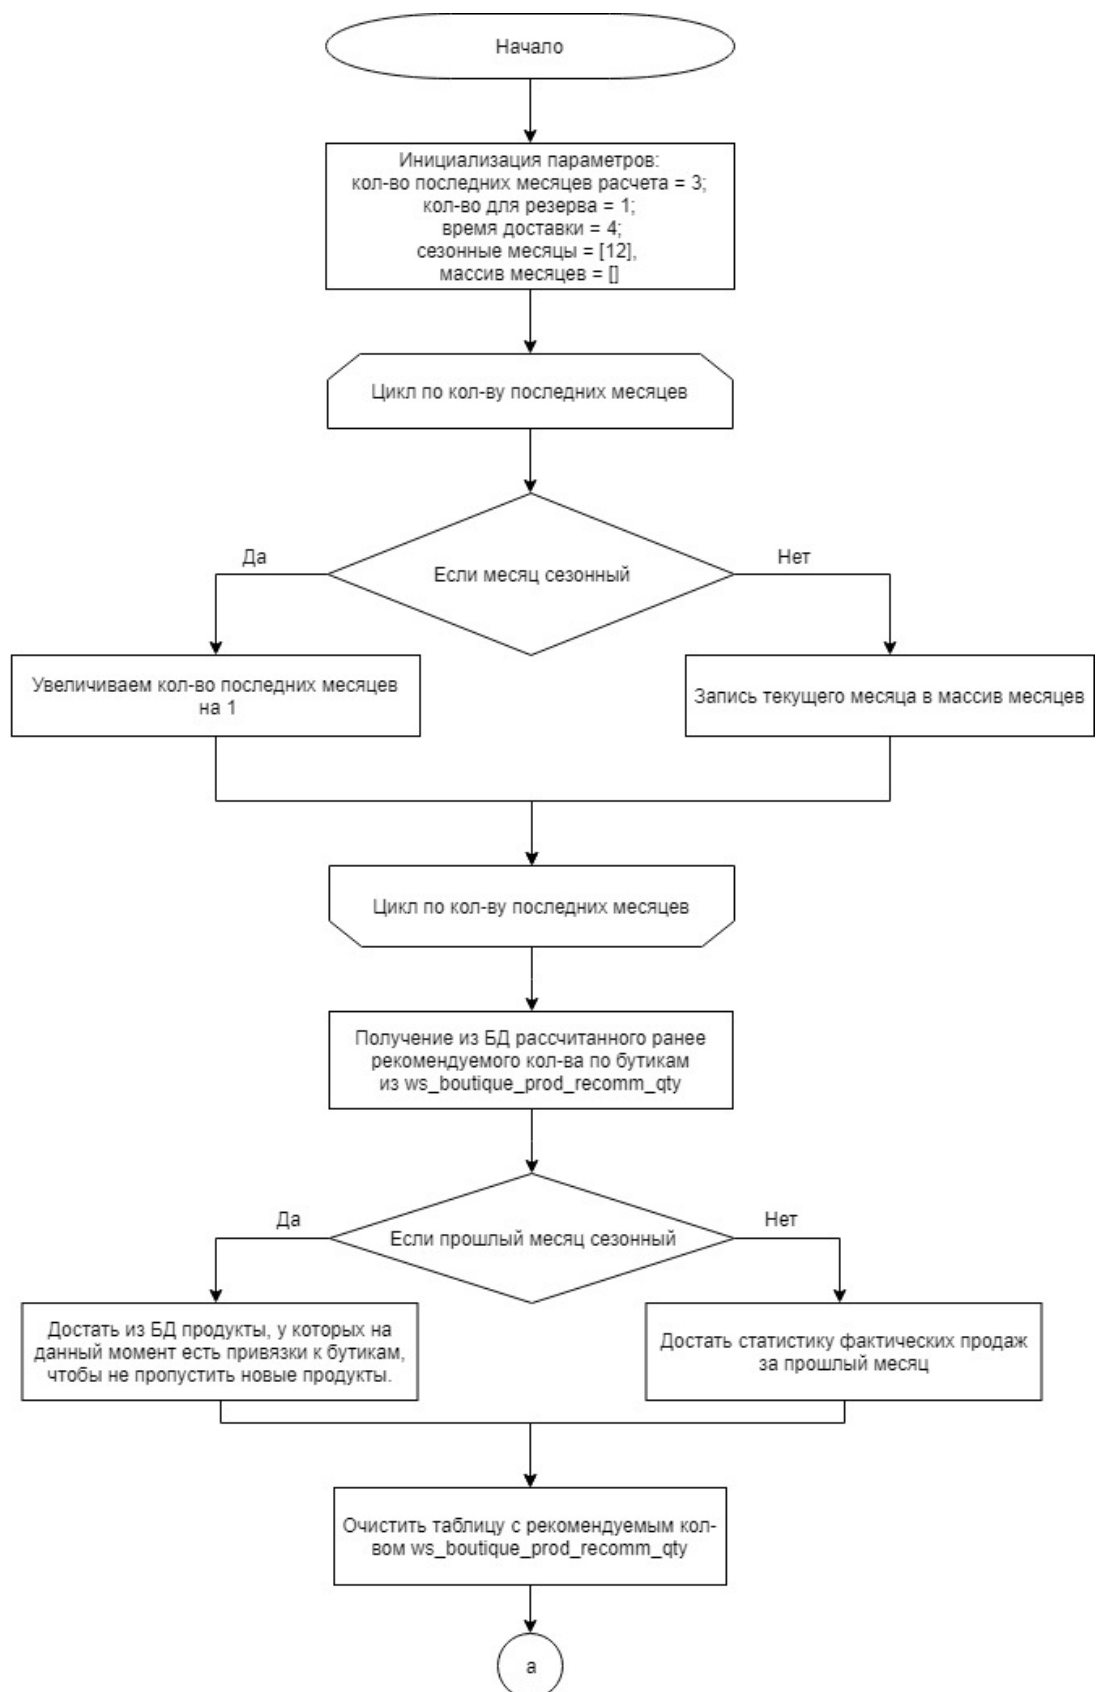 Начало
Инициализация параметров:
кол-во последних месяцев расчета = 3;
кол-во для резерва = 1;
время доставки = 4;
сезонные месяцы = [12],
массив месяцев = []
Цикл по кол-ву последних месяцев
Да
Нет
Если месяц сезонный
Увеличиваем кол-во последних месяцев
на 1
Запись текущего месяца в массив месяцев
Цикл по кол-ву последних месяцев
Получение из БД рассчитанного ранее
рекомендуемого кол-ва по бутикам
из ws_boutique_prod_recomm_qty
Да
Нет
Если прошлый месяц сезонный
Достать из БД продукты, у которых на
данный момент есть привязки к бутикам,
чтобы не пропустить новые продукты.
Достать статистику фактических продаж
за прошлый месяц
Очистить таблицу с рекомендуемым кол-
вом ws_boutique_prod_recomm_qty
а